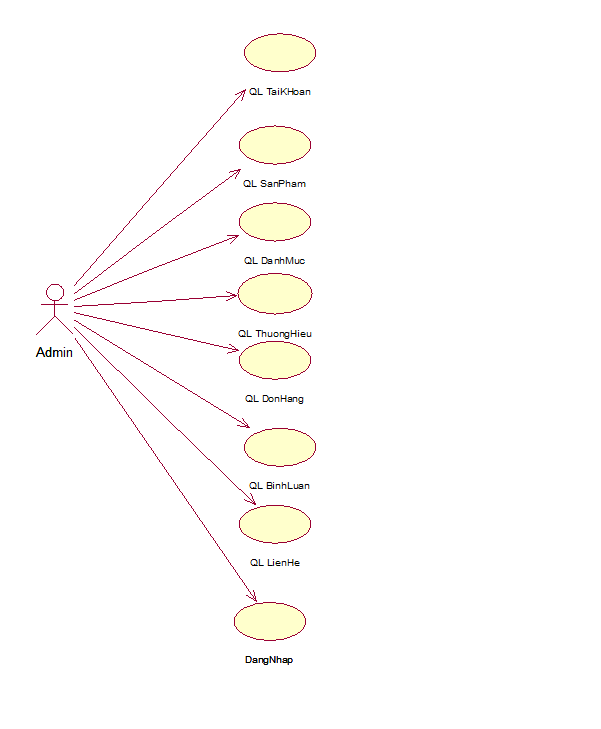 QL TaiKHoan
QL SanPham
QL DanhMuc
QL ThuongHieu
Admin
QL DonHang
QL BinhLuan
QL LienHe
DangNhap